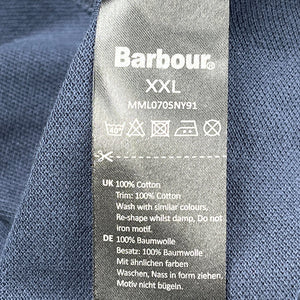 Barbour®
XXL
MML0705NY91
40
UK 100% Cotton
Trim: 100% Cotton
Wash with similar colours,
Re-shape whilst damp, Do not
iron motif.
DE 100% Baumwolle
Besatz: 100% Baumwolle
Mit ähnlichen farben
Waschen, Nass in form ziehen,
Motiv nicht Bügeln.